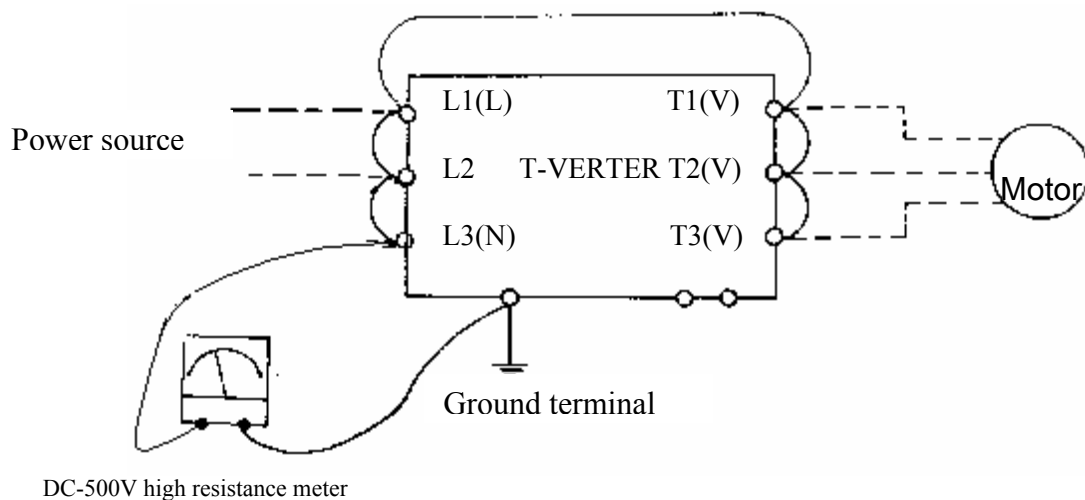 L1(L) T1(V)
Power source
L2 T-VERTER T2(V)
Motor
L3(N) T3(V)
Ground terminal
DC-500V high resistance meter